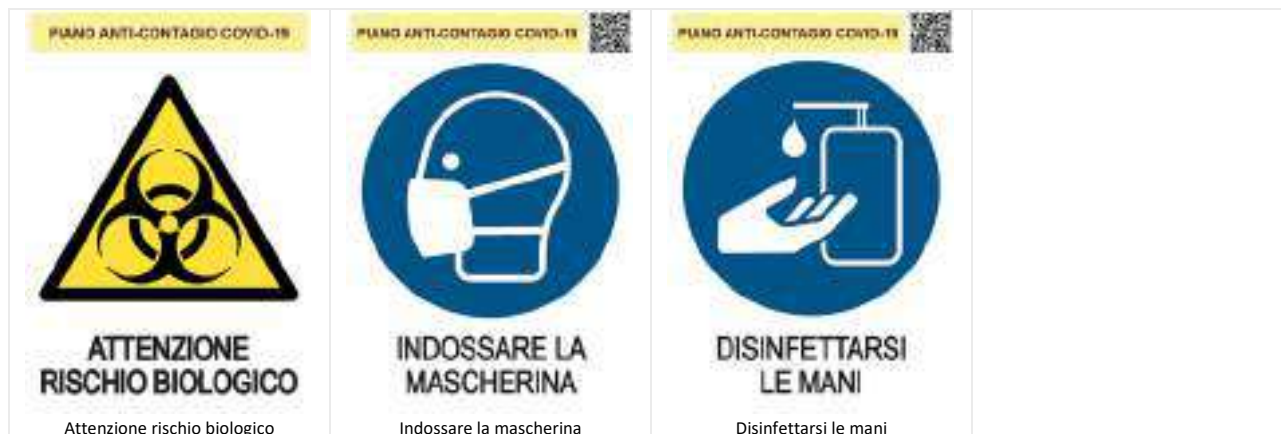 PIANO ANTI-CONTAGIO COVID-19
ATTENZIONE
RISCHIO BIOLOGICO
Attenzione rischio biologico
PIANO ANTI-CONTAGIO COVID-19
INDOSSARE LA
MASCHERINA
Indossare la mascherina
PIANO ANTI-CONTAGIO COVID-19
DISINFETTARSI
LE MANI
Disinfettarsi le mani